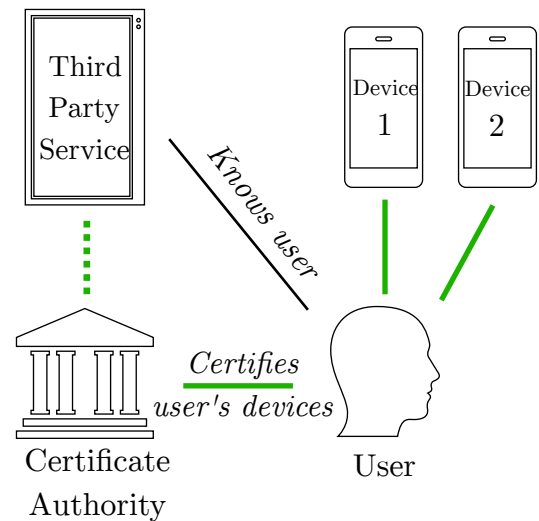 Third
Party
Service
Device
1
Device
2
Knows user
Certifies
user's devices
Certificate
Authority
User